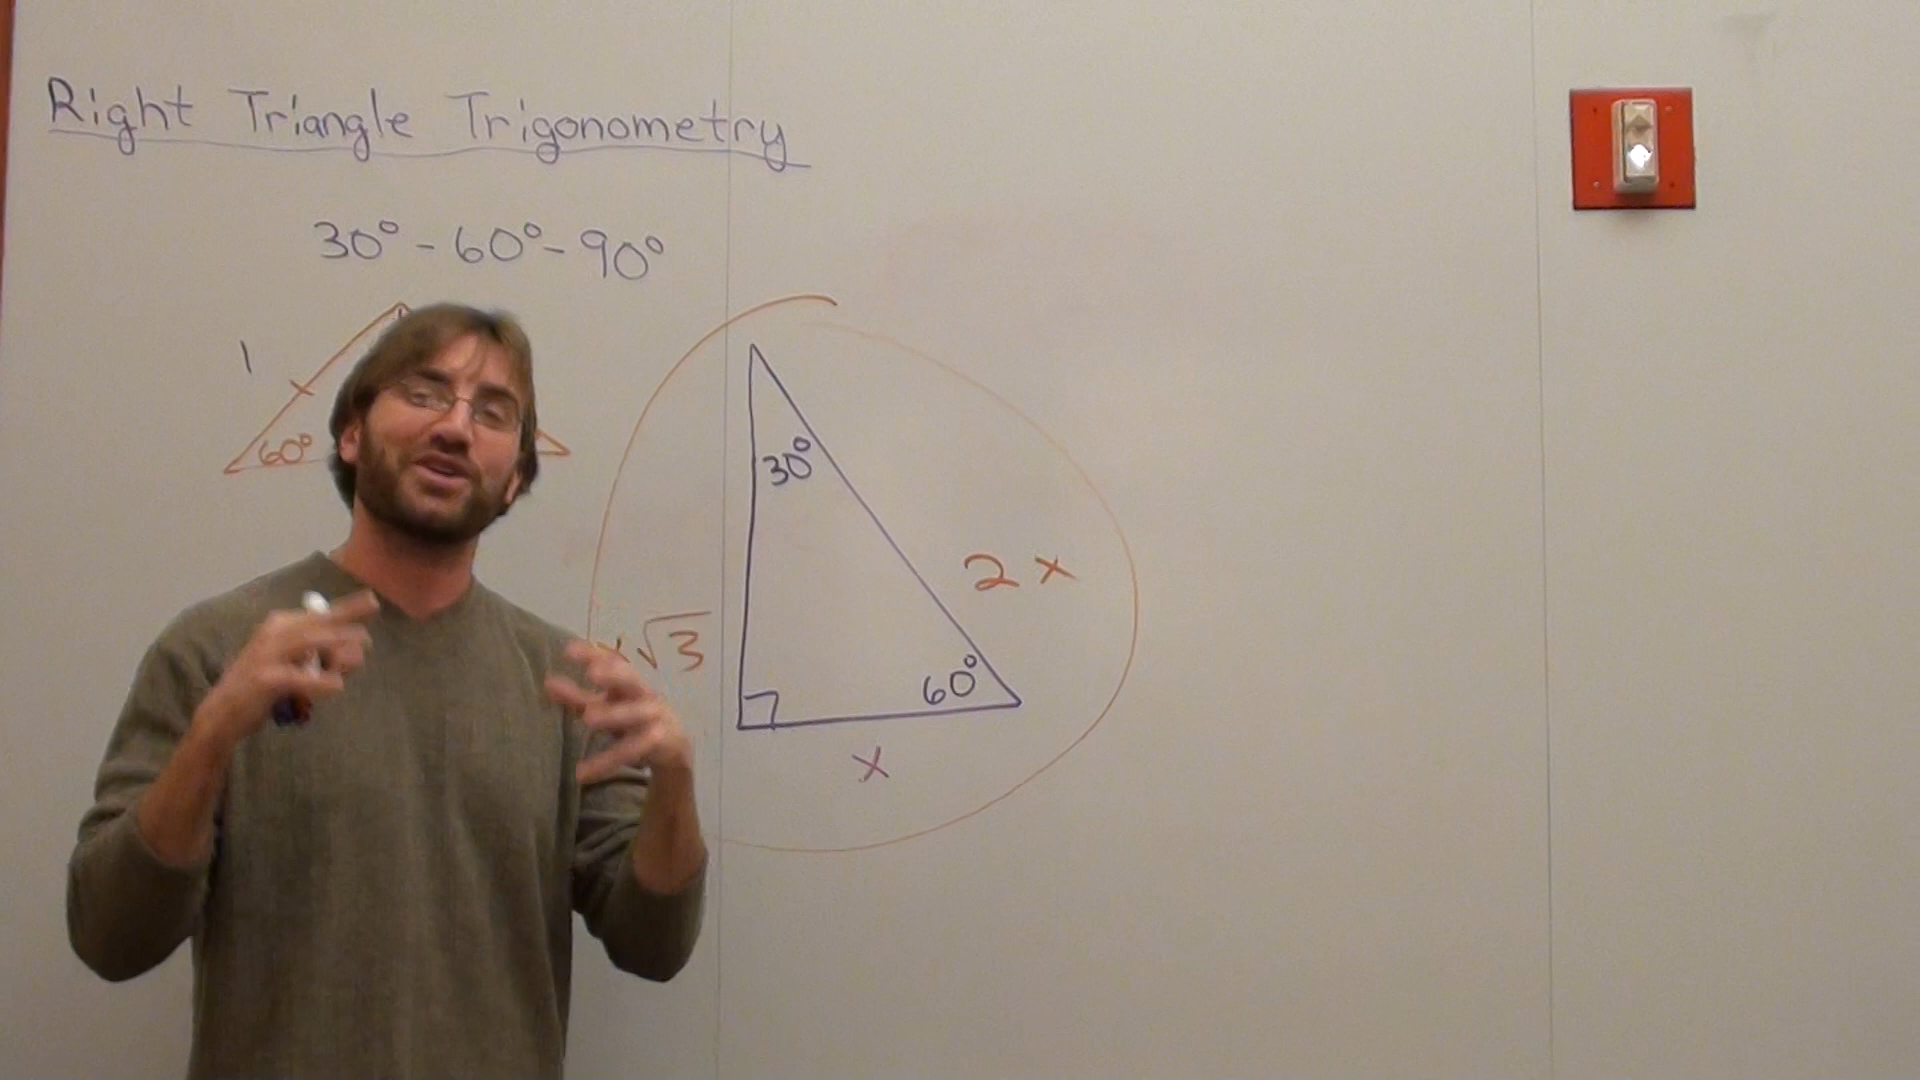 Right Triangle Trigonometry
30° - 60° - 90°
1
60°
30°
2x
x√3
60°
x